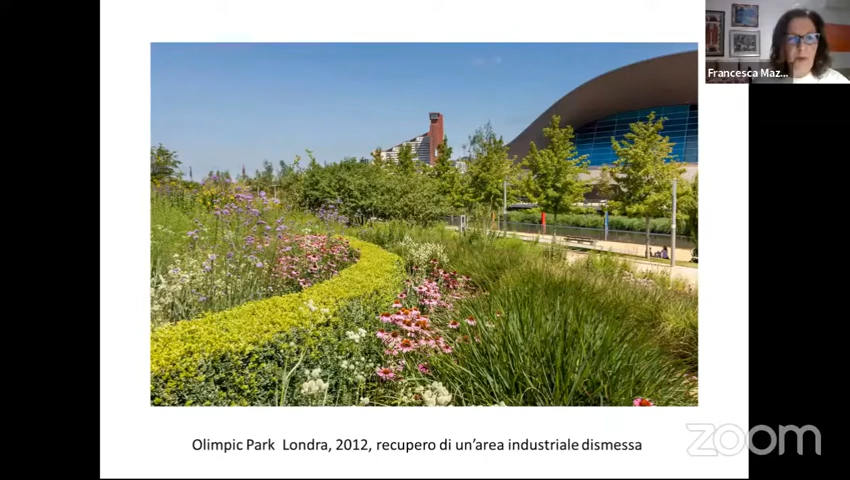 Francesca Maz...
Olimpic Park Londra, 2012, recupero di un'area industriale dismessa
zoom